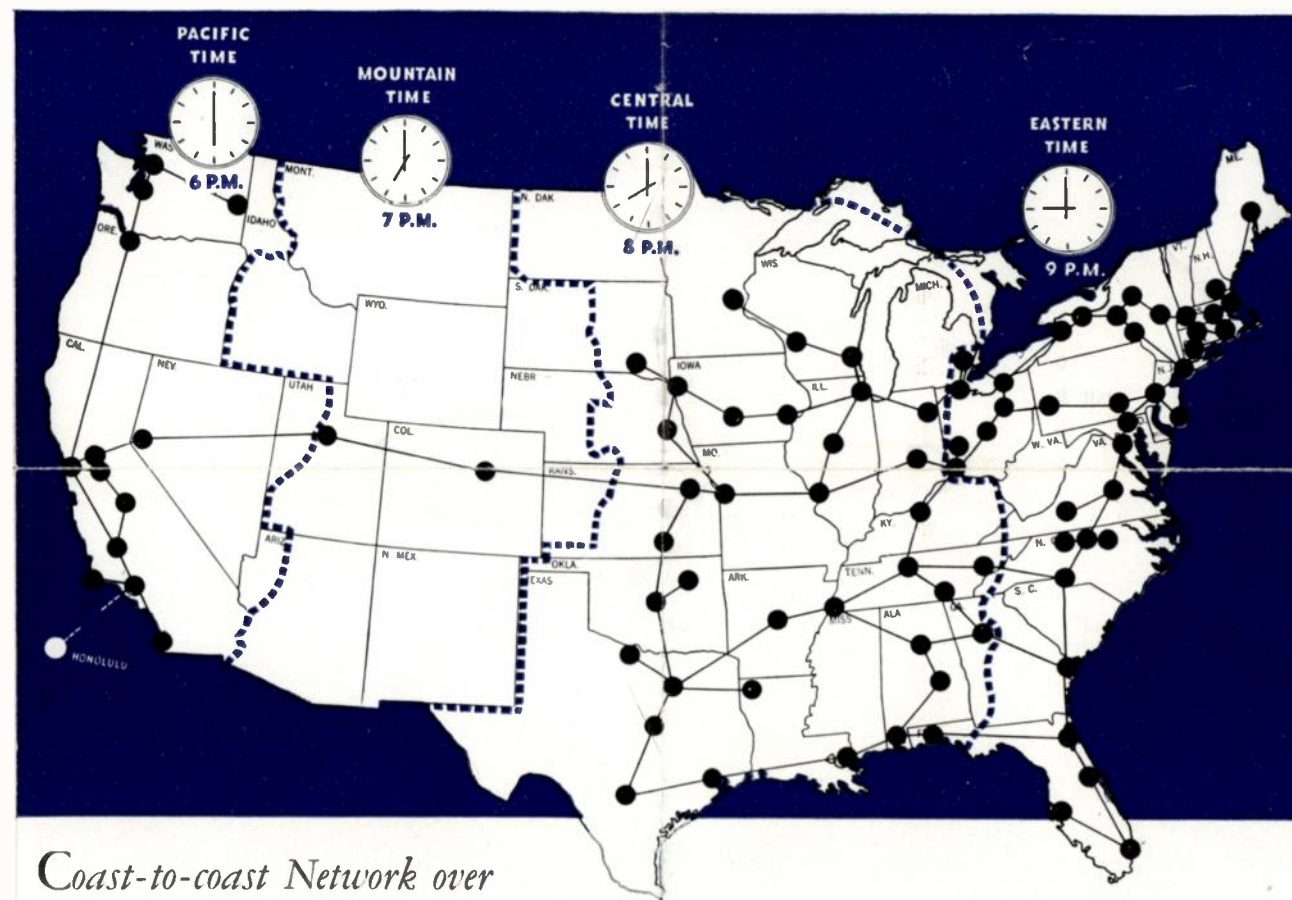 PACIFIC
TIME
6 P.M.
MOUNTAIN
TIME
7 P.M.
CENTRAL
TIME
8 P.M.
EASTERN
TIME
9 P.M.
WAS
MONT.
N. DAK.
ME.
IDAHO
ORE.
WIS
VT.
N.H.
S. DAK.
MICH.
WYO.
CAL.
NEV.
UTAH
NEBR
IOWA
ILL.
N.
COL.
KANS.
MO.
W. VA.
VA.
D.
ARIZ
N MEX.
OKLA.
TEXAS
ARK.
KY.
TENN.
N.
S. C.
MISS
ALA
GA.
HONOLULU
Coast-to-coast Network over